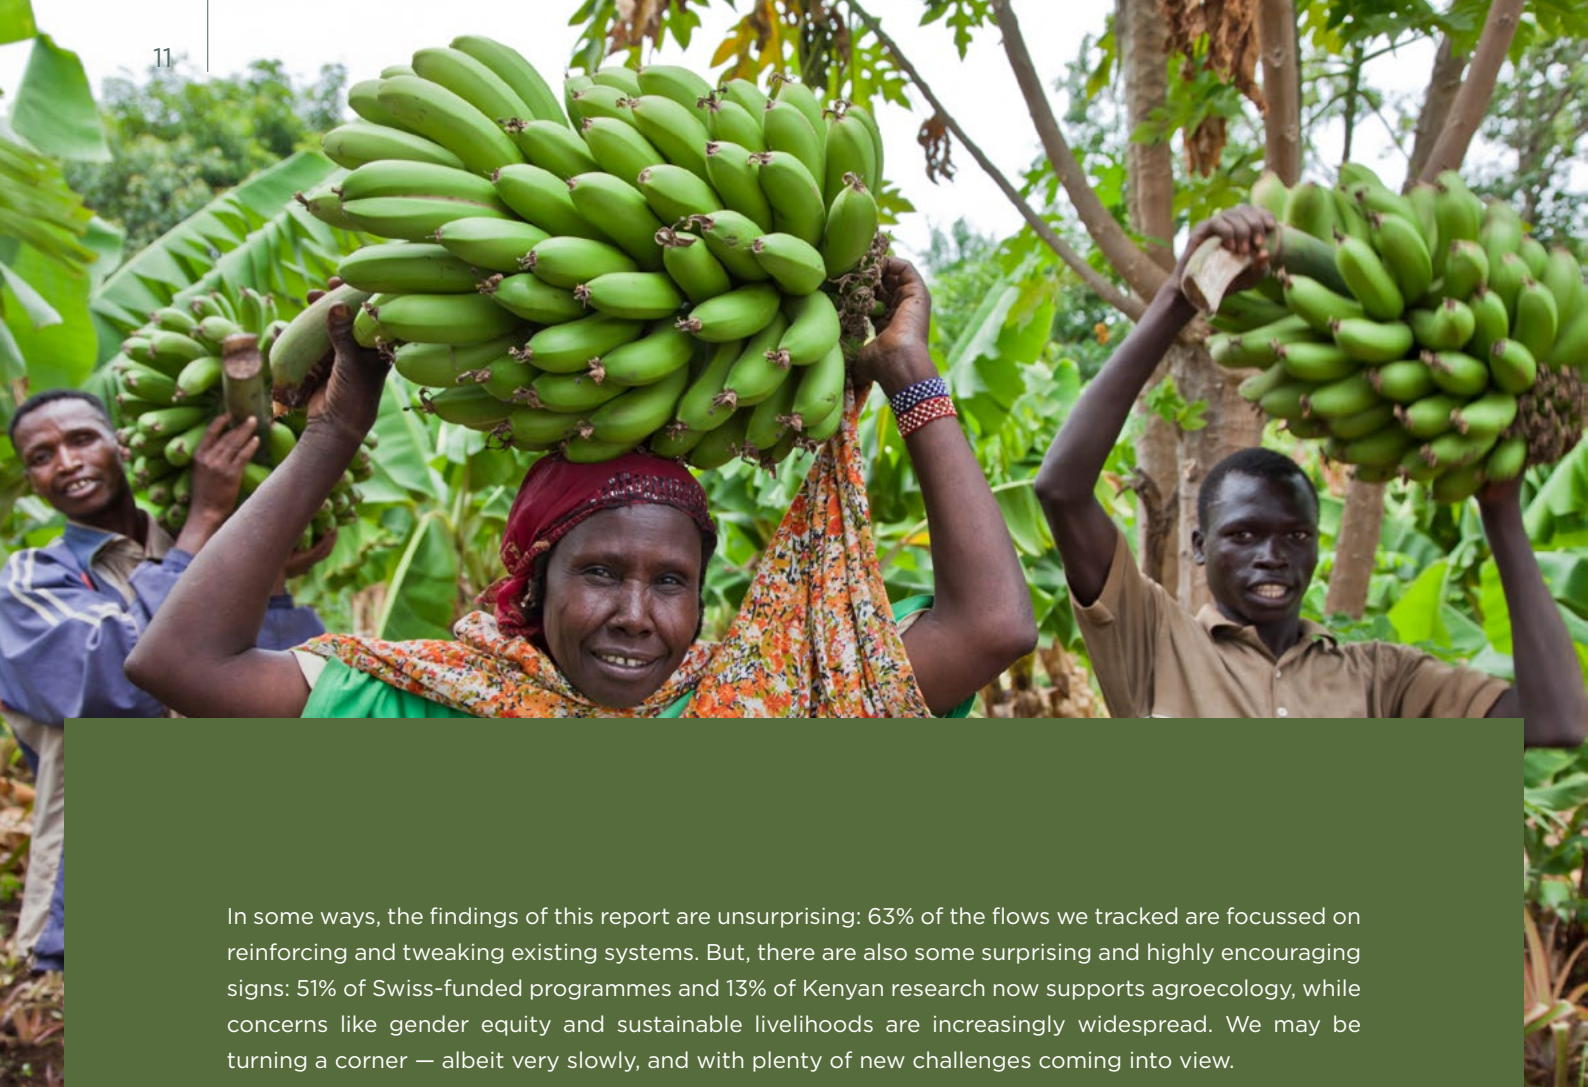 11
In some ways, the findings of this report are unsurprising: 63% of the flows we tracked are focussed on
reinforcing and tweaking existing systems. But, there are also some surprising and highly encouraging
signs: 51% of Swiss-funded programmes and 13% of Kenyan research now supports agroecology, while
concerns like gender equity and sustainable livelihoods are increasingly widespread. We may be
turning a corner — albeit very slowly, and with plenty of new challenges coming into view.